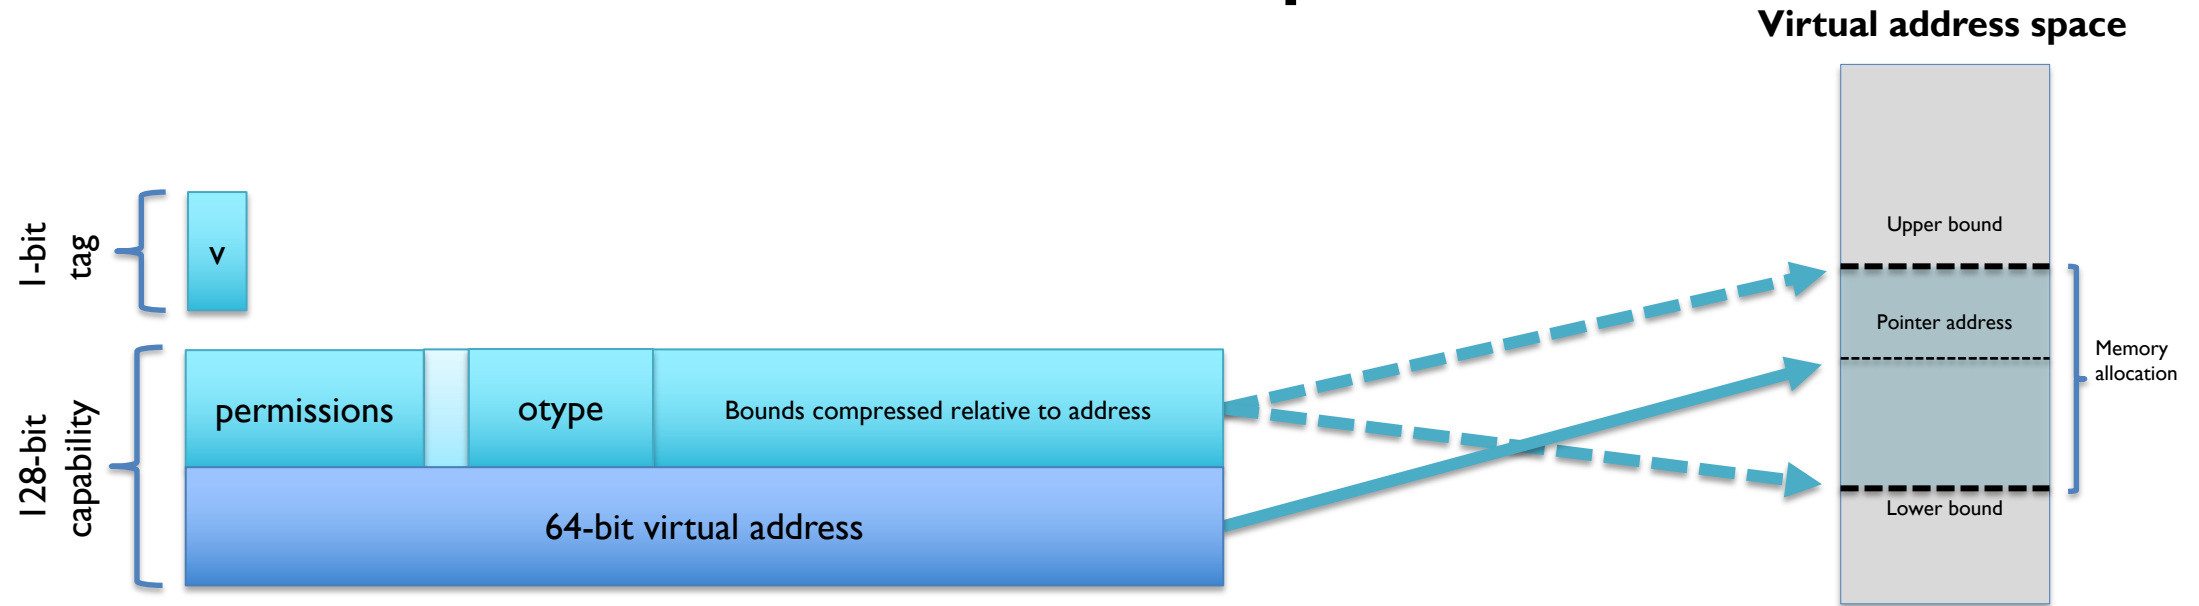 Virtual address space
1-bit
tag
v
128-bit
capability
permissions
otype
Bounds compressed relative to address
64-bit virtual address
Upper bound
Pointer address
Lower bound
Memory
allocation